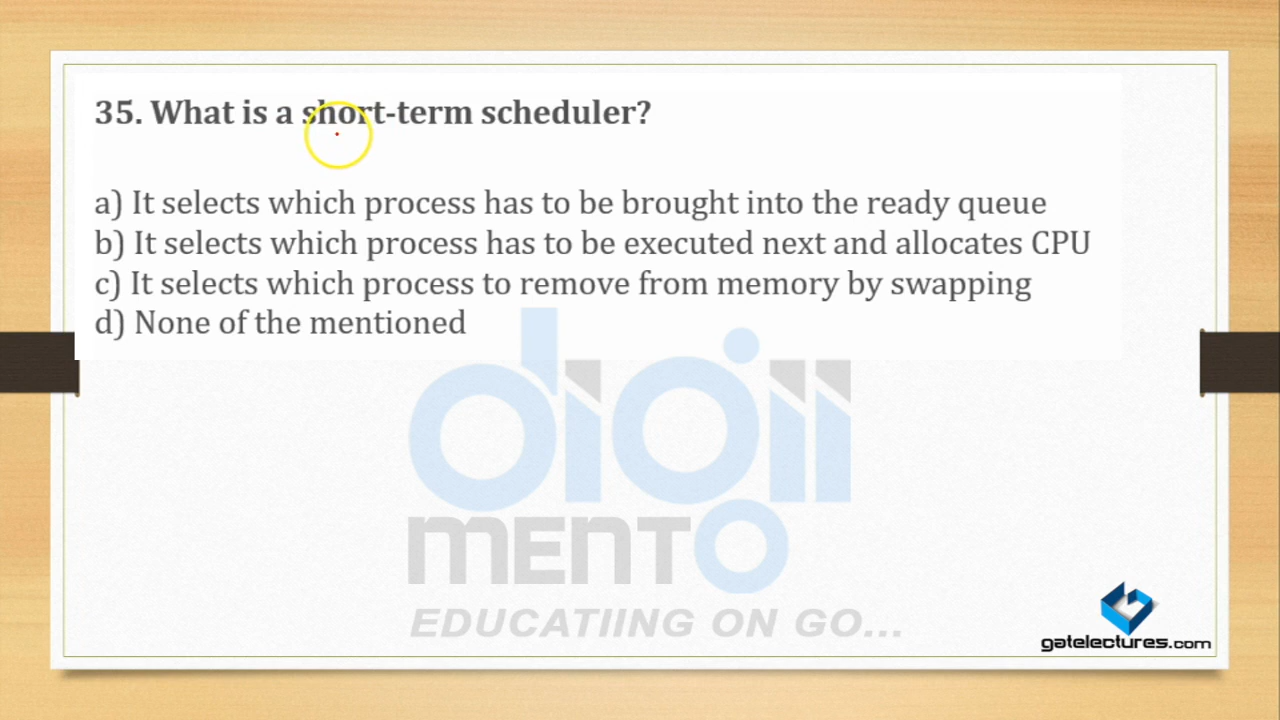 35. What is a short-term scheduler?
a) It selects which process has to be brought into the ready queue
b) It selects which process has to be executed next and allocates CPU
c) It selects which process to remove from memory by swapping
d) None of the mentioned
digii
MENTO
EDUCATIING ON GO...
gatelectures.com